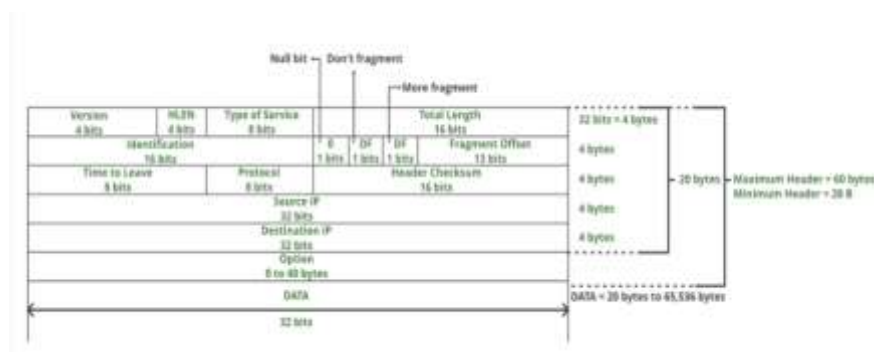 Null bit Don't fragment
More fragment
Version HLEN Type of Service Total Length
4 bits 4 bits 8 bits 16 bits
32 bits = 4 bytes
Identification 0 DF DF Fragment Offset
16 bits 1 bits 1 bits 1 bits 13 bits
4 bytes
Time to Leave Protocol Header Checksum
8 bits 8 bits 16 bits
4 bytes
20 bytes
Maximum Header = 60 bytes
Minimum Header = 20 B
Source IP
32 bits
4 bytes
Destination IP
32 bits
4 bytes
Option
0 to 40 bytes
DATA
DATA = 20 bytes to 65,536 bytes
32 bits